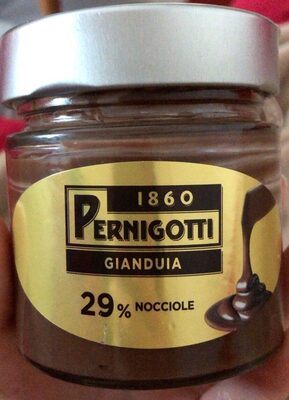 1860
PERNIGOTTI
GIANDUIA
29% NOCCIOLE